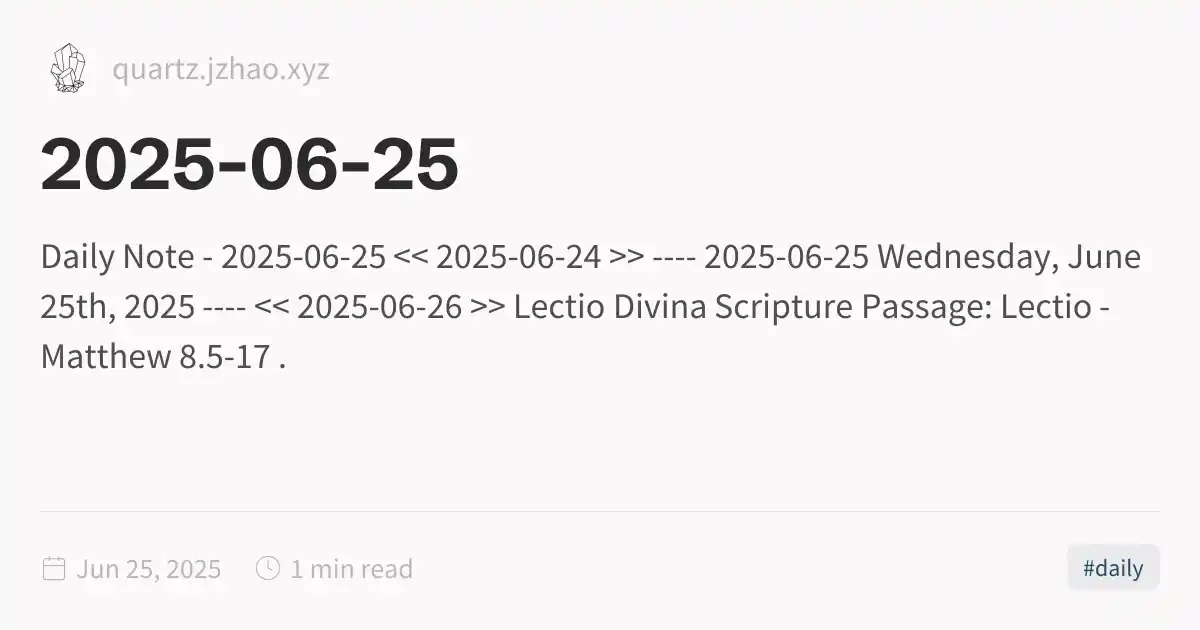 quartz.jzhao.xyz
2025-06-25
Daily Note - 2025-06-25 << 2025-06-24 >> ---- 2025-06-25 Wednesday, June
25th, 2025 ---- << 2025-06-26 >> Lectio Divina Scripture Passage: Lectio -
Matthew 8.5-17 .
Jun 25, 2025
1 min read
#daily